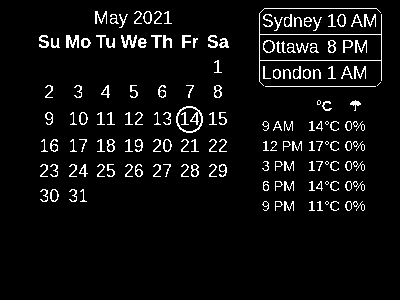 May 2021
Su Mo Tu We Th Fr Sa
1
2 3 4 5 6 7 8
9 10 11 12 13 14 15
16 17 18 19 20 21 22
23 24 25 26 27 28 29
30 31
Sydney 10 AM
Ottawa 8 PM
London 1 AM
°C ☂
9 AM 14°C 0%
12 PM 17°C 0%
3 PM 17°C 0%
6 PM 14°C 0%
9 PM 11°C 0%